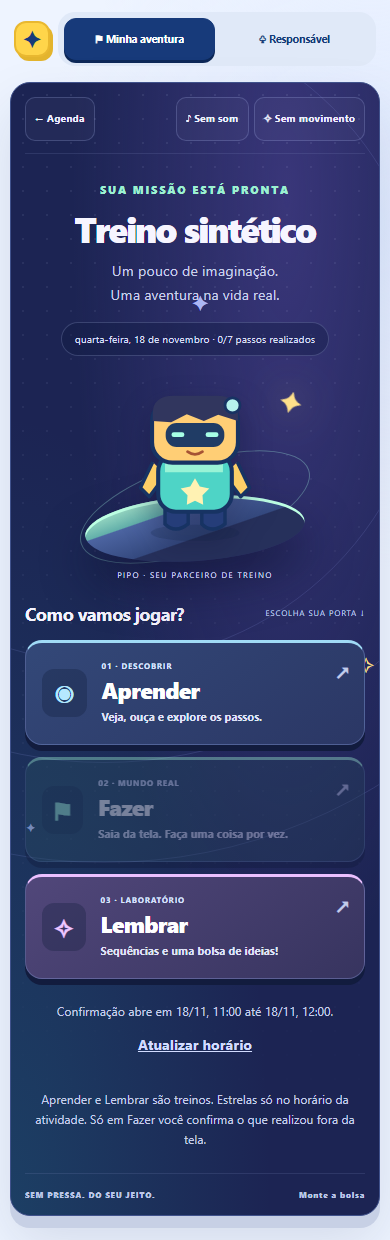 Minha aventura
Responsável
← Agenda
♪ Sem som
✧ Sem movimento
SUA MISSÃO ESTÁ PRONTA
Treino sintético
Um pouco de imaginação.
Uma aventura na vida real.
quarta-feira, 18 de novembro · 0/7 passos realizados
PIPO · SEU PARCEIRO DE TREINO
Como vamos jogar?
ESCOLHA SUA PORTA ↓
01 · DESCOBRIR
Aprender
Veja, ouça e explore os passos.
02 · MUNDO REAL
Fazer
Saia da tela. Faça uma coisa por vez.
03 · LABORATÓRIO
Lembrar
Sequências e uma bolsa de ideias!
Confirmação abre em 18/11, 11:00 até 18/11, 12:00.
Atualizar horário
Aprender e Lembrar são treinos. Estrelas só no horário da
atividade. Só em Fazer você confirma o que realizou fora da
tela.
SEM PRESSA. DO SEU JEITO.
Monte a bolsa